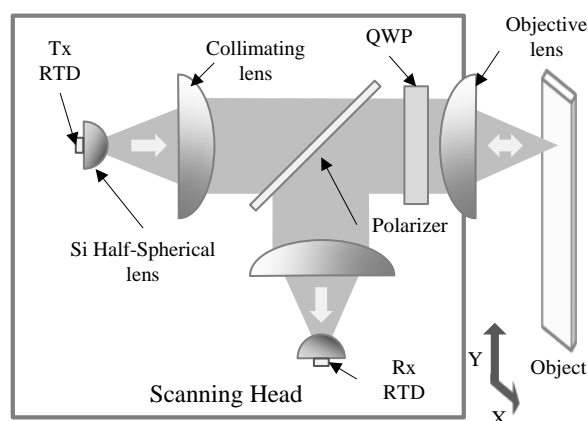 Tx
RTD
Collimating
lens
QWP
Objective
lens
Si Half-Spherical
lens
Polarizer
Rx
RTD
Scanning Head
Y
X
Object